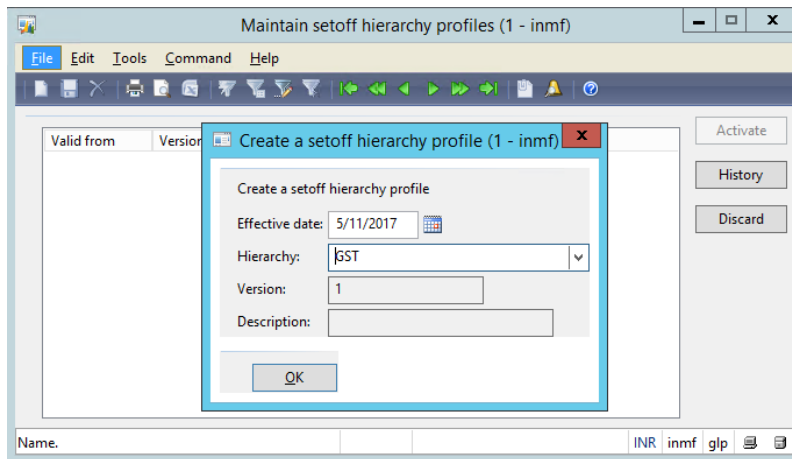 Maintain setoff hierarchy profiles (1 - inmf)
File Edit Tools Command Help
Valid from
Create a setoff hierarchy profile (1 - inmf)
Activate
History
Discard
Create a setoff hierarchy profile
Effective date: 5/11/2017
Hierarchy: GST
Version: 1
Description:
OK
Name. INR inmf glp